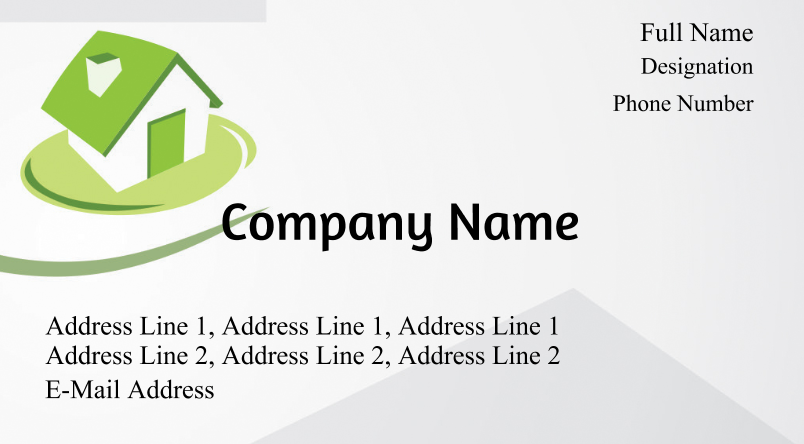 Full Name
Designation
Phone Number
Company Name
Address Line 1, Address Line 1, Address Line 1
Address Line 2, Address Line 2, Address Line 2
E-Mail Address